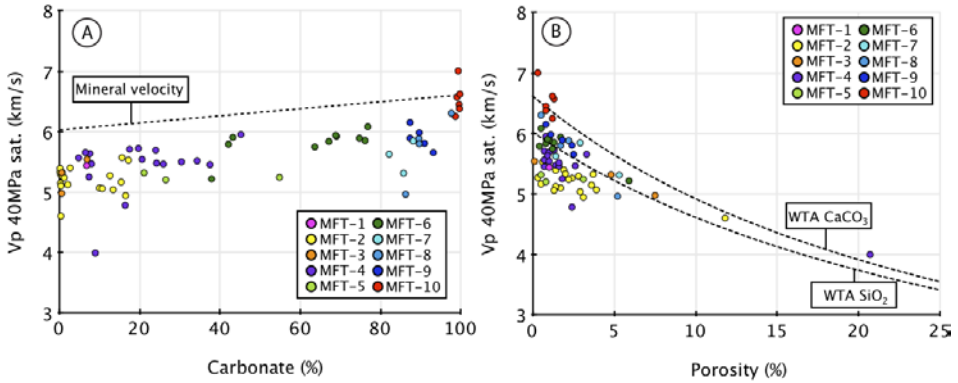 A
8
7
6
5
4
3
Vp 40MPa sat. (km/s)
Mineral velocity
MFT-1 MFT-6
MFT-2 MFT-7
MFT-3 MFT-8
MFT-4 MFT-9
MFT-5 MFT-10
0 20 40 60 80 100
Carbonate (%)
B
8
7
6
5
4
3
Vp 40MPa sat. (km/s)
MFT-1 MFT-6
MFT-2 MFT-7
MFT-3 MFT-8
MFT-4 MFT-9
MFT-5 MFT-10
WTA CaCO₃
WTA SiO₂
0 5 10 15 20 25
Porosity (%)